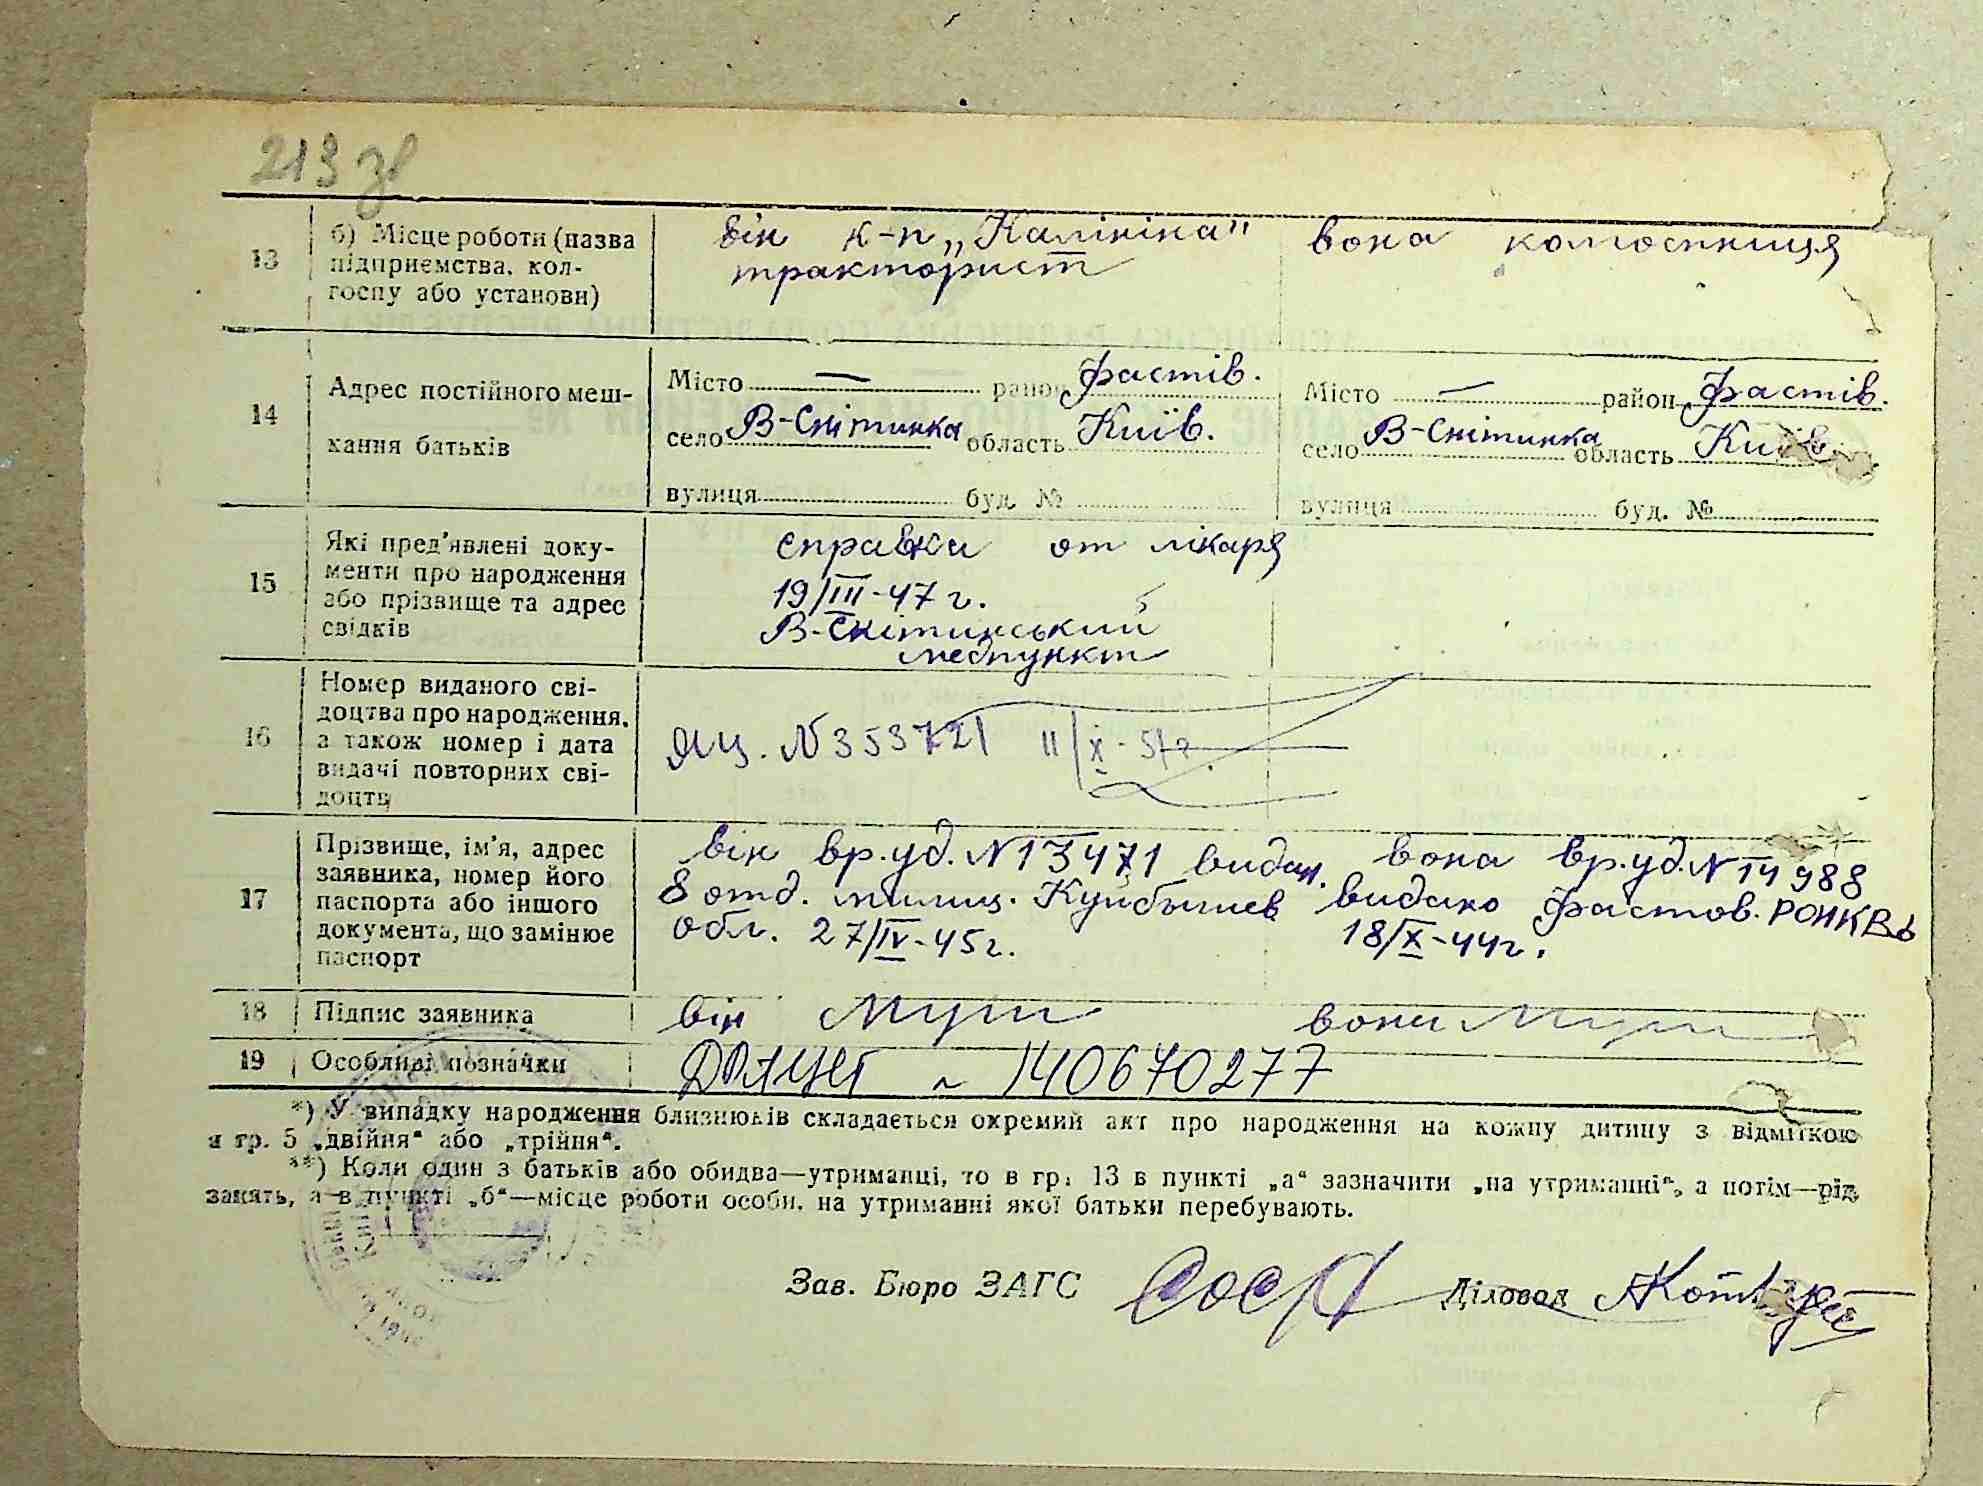 213 зв
13 б) Місце роботи (назва підприємства, колгоспу або установи)
він к-п „Калініна" тракторист
вона колгоспниця
14 Адрес постійного мешкання батьків
Місто — район Фастів.
село В-Снітинка область Київ.
вулиця буд. №
Місто — район Фастів.
село В-Снітинка область Київ.
вулиця буд. №
15 Які пред'явлені документи про народження або прізвище та адрес свідків
справка от лікаря
19/III-47 г.
В-Снітинський
медпункт
16 Номер виданого свідоцтва про народження, а також номер і дата видачі повторних свідоцтв
ЯЦ. N 353721 11/X-
17 Прізвище, ім'я, адрес заявника, номер його паспорта або іншого документа, що замінює паспорт
він вр.уд. N 13471 видан.
8 отд. милиц. Куйбышев
обл. 27/IV-45 г.
вона вр.уд. N 14988
видано Фастов. РОНКВД
18/X-44 г.
18 Підпис заявника
він
вона
19 Особливі позначки
ДРАЦСГ ~ 140670277
*) У випадку народження близнюків складається окремий акт про народження на кожну дитину з відміткою
в гр. 5 „двійня" або „трійня".
**) Коли один з батьків або обидва—утриманці, то в гр. 13 в пункті „а" зазначити „на утриманні", а потім—рід
занять, а в пункті „б"—місце роботи особи, на утриманні якої батьки перебувають.
Зав. Бюро ЗАГС
Діловод